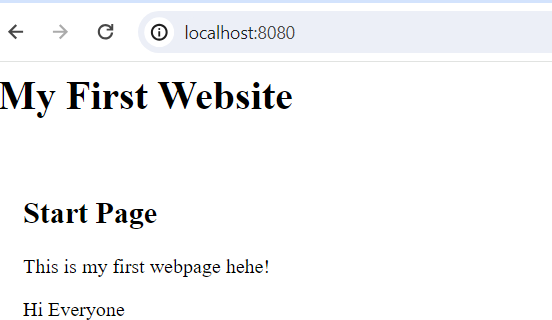 localhost:8080
My First Website
Start Page
This is my first webpage hehe!
Hi Everyone